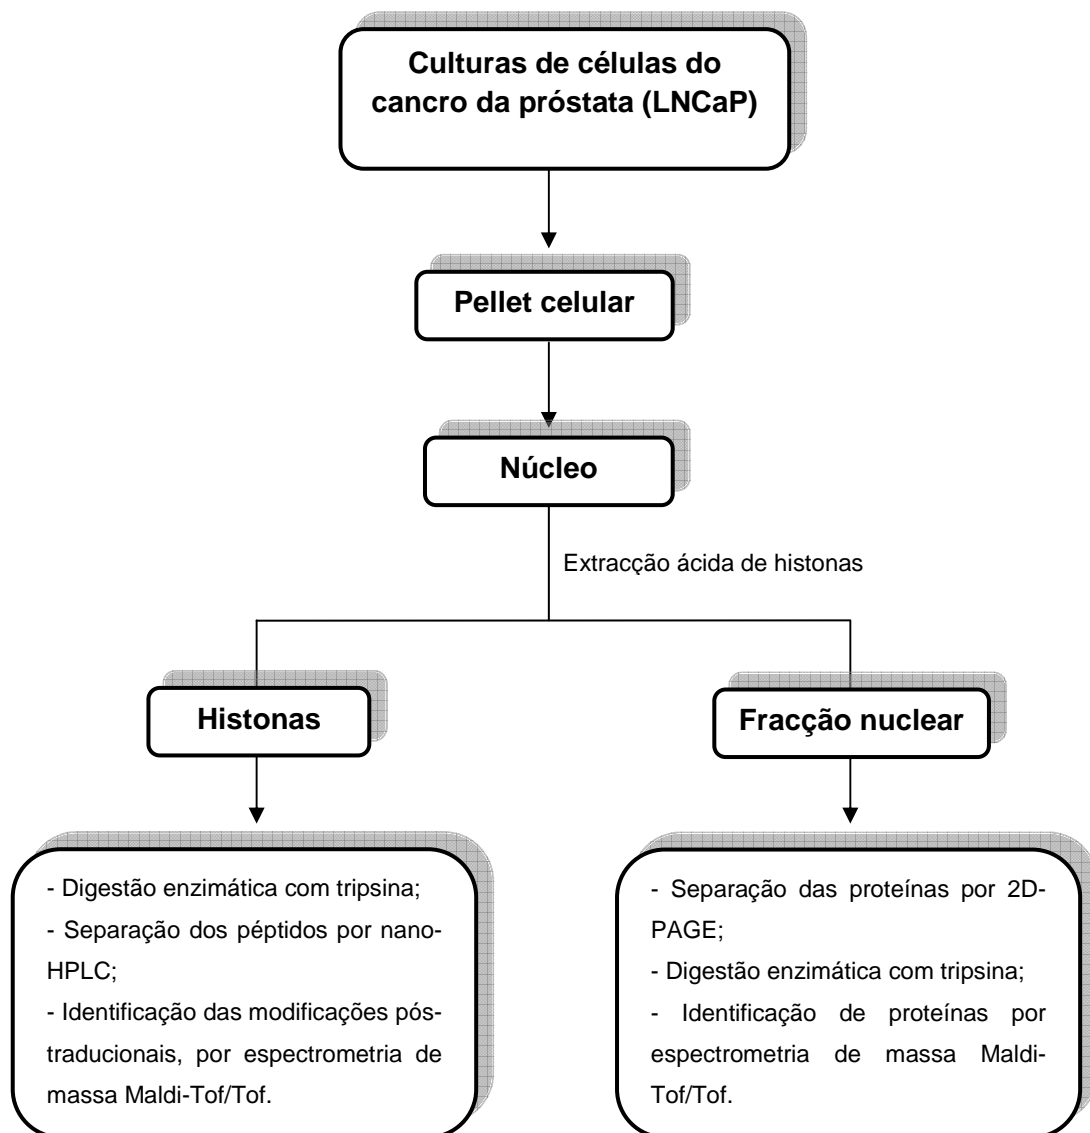 Culturas de células do
cancro da próstata (LNCaP)
Pellet celular
Núcleo
Extracção ácida de histonas
Histonas
Fracção nuclear
- Digestão enzimática com tripsina;
- Separação dos péptidos por nano-
HPLC;
- Identificação das modificações pós-
traducionais, por espectrometria de
massa Maldi-Tof/Tof.
- Separação das proteínas por 2D-
PAGE;
- Digestão enzimática com tripsina;
- Identificação de proteínas por
espectrometria de massa Maldi-
Tof/Tof.